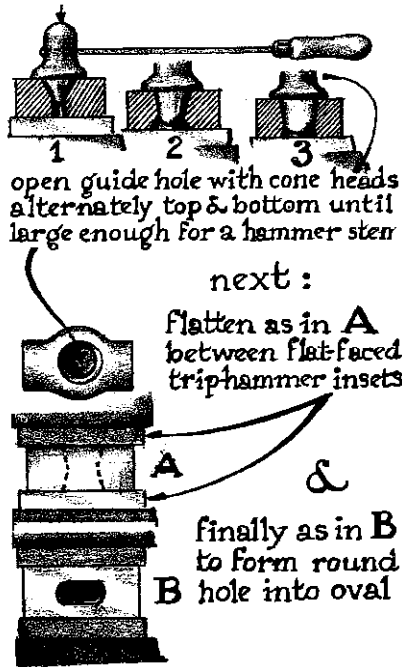 1 2 3
open guide hole with cone heads
alternately top & bottom until
large enough for a hammer stem
next:
flatten as in A
between flat-faced
trip-hammer insets
A
&
finally as in B
to form round
B hole into oval